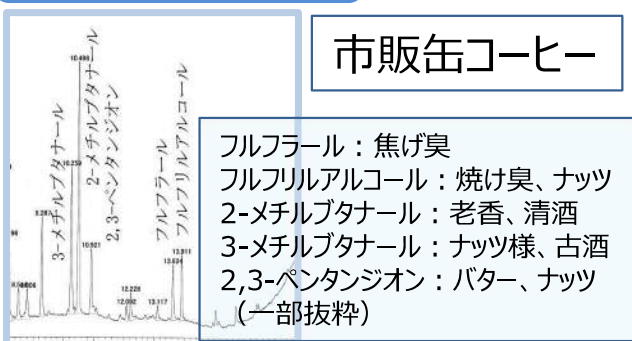 市販缶コーヒー
10.498
3-メチルブタナール
2-メチルブタナール
2,3-ペンタンジオン
フルフラール
フルフリルアルコール
10.259
9.287
10.921
13.911
13.624
12.228
12.092
13.117
フルフラール：焦げ臭
フルフリルアルコール：焼け臭、ナッツ
2-メチルブタナール：老香、清酒
3-メチルブタナール：ナッツ様、古酒
2,3-ペンタンジオン：バター、ナッツ
（一部抜粋）